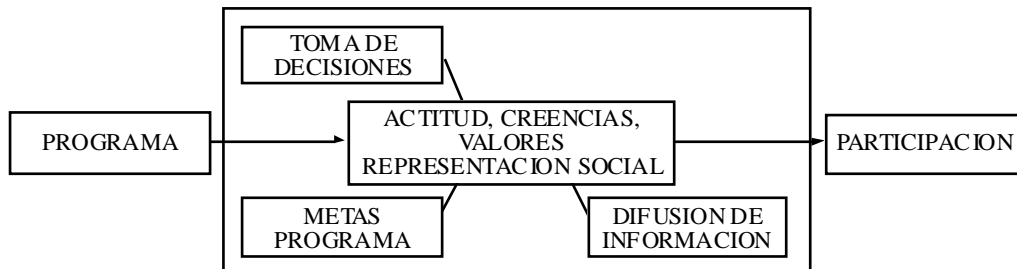 TOMA DE
DECISIONES
PROGRAMA
ACTITUD, CREENCIAS,
VALORES
REPRESENTACION SOCIAL
PARTICIPACION
METAS
PROGRAMA
DIFUSION DE
INFORMACION